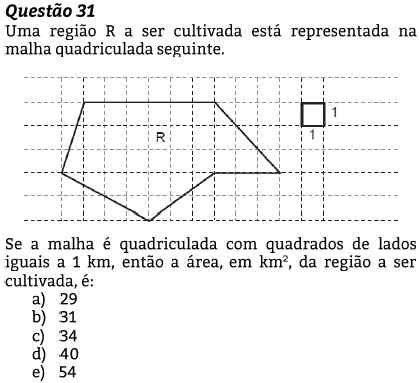 Questão 31
Uma região R a ser cultivada está representada na
malha quadriculada seguinte.
R
1
1
Se a malha é quadriculada com quadrados de lados
iguais a 1 km, então a área, em km², da região a ser
cultivada, é:
a) 29
b) 31
c) 34
d) 40
e) 54